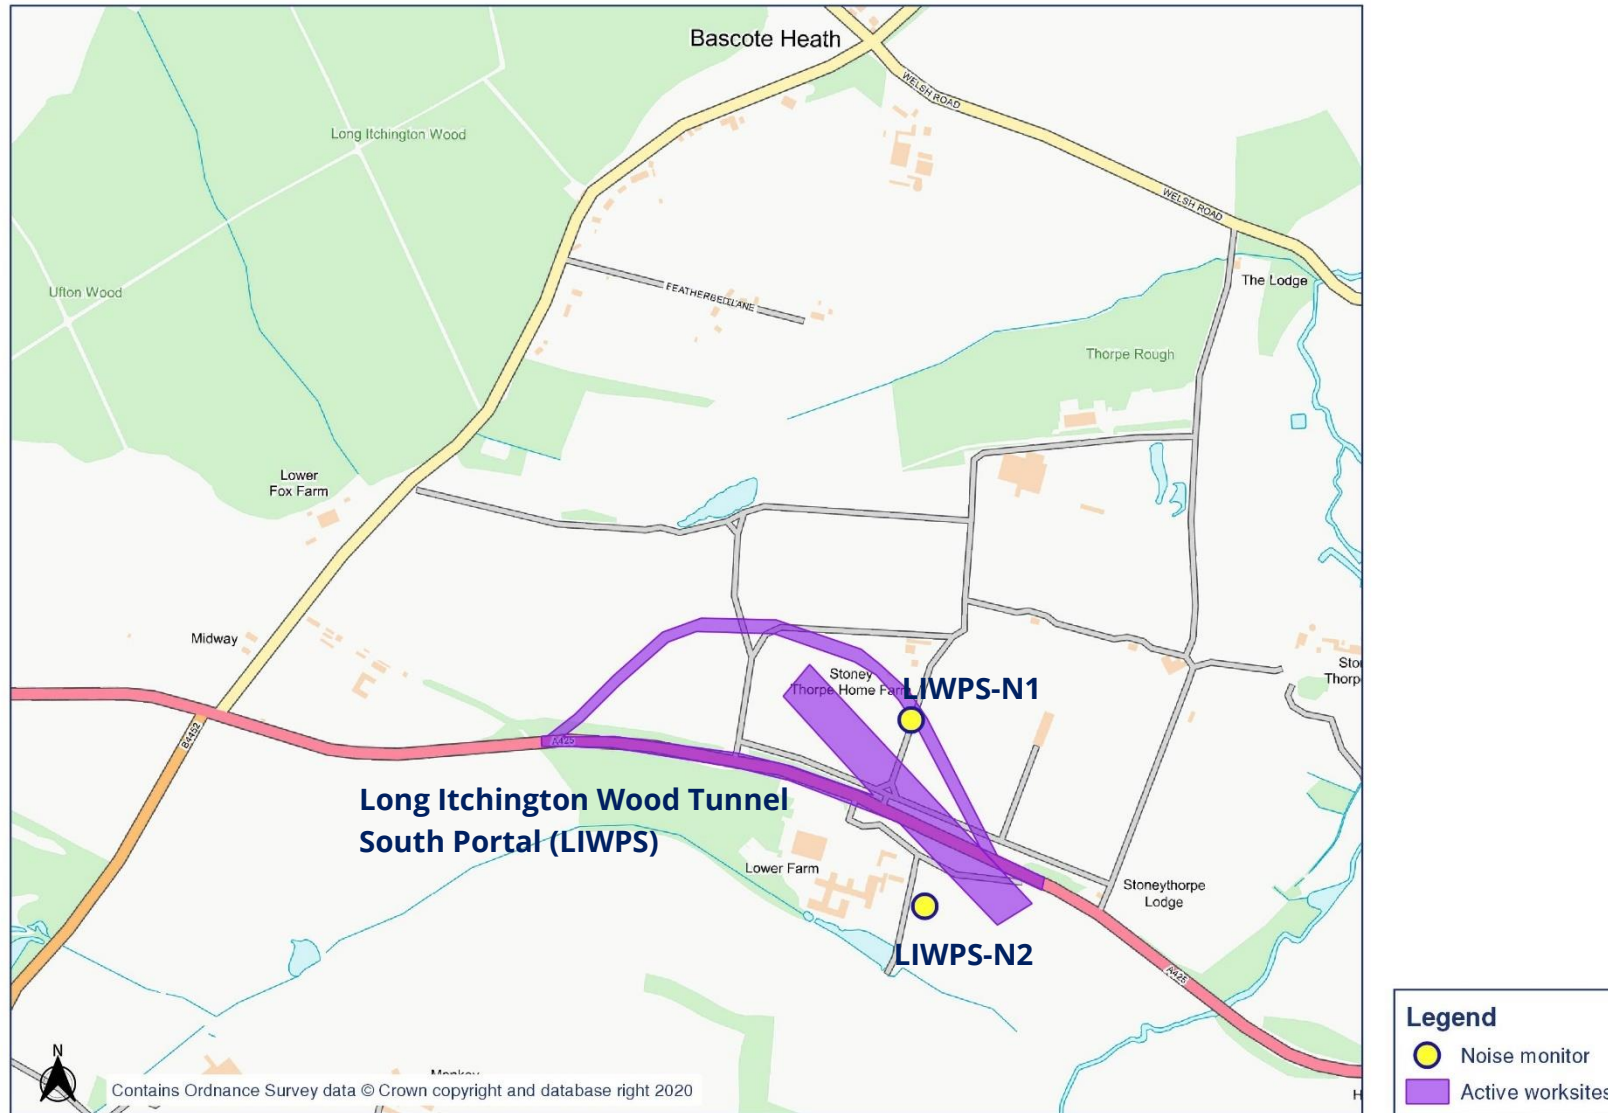 Bascote Heath
WELSH ROAD
Long Itchington Wood
WELSH ROAD
Ufton Wood
The Lodge
FEATHERBED LANE
Thorpe Rough
Lower
Fox Farm
Midway
Stoney
Thorpe Home Farm
LIWPS-N1
Sto
Thorp
B4452
A425
Long Itchington Wood Tunnel
South Portal (LIWPS)
Lower Farm
Stoneythorpe
Lodge
LIWPS-N2
A425
Legend
Noise monitor
Active worksites
N
Contains Ordnance Survey data © Crown copyright and database right 2020
H